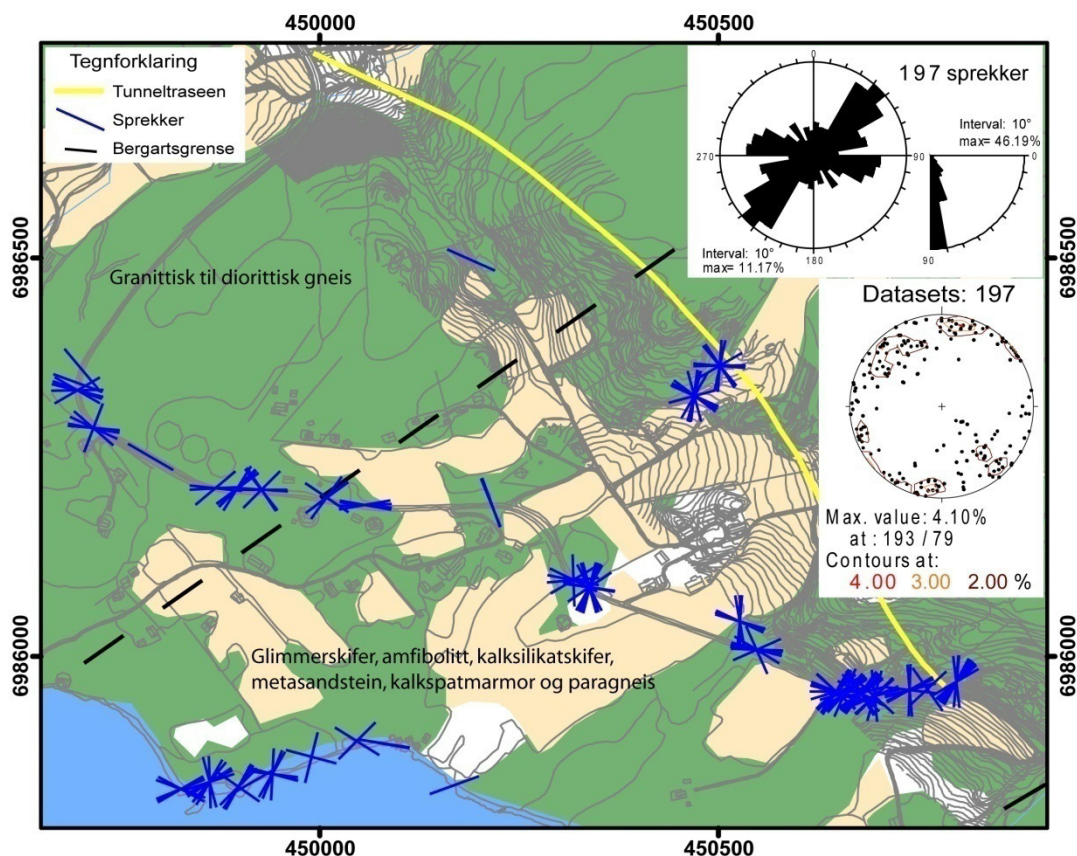 450000
450500
Tegnforklaring
Tunneltraseen
Sprekker
Bergartsgrense
0
197 sprekker
Interval: 10°
max= 46.19%
270
90
0
Interval: 10°
max= 11.17%
180
90
6986500
6986500
Granittisk til diorittisk gneis
Datasets: 197
Max. value: 4.10%
at : 193 / 79
Contours at:
4.00 3.00 2.00 %
6986000
6986000
Glimmerskifer, amfibolitt, kalksilikatskifer,
metasandstein, kalkspatmarmor og paragneis
450000
450500